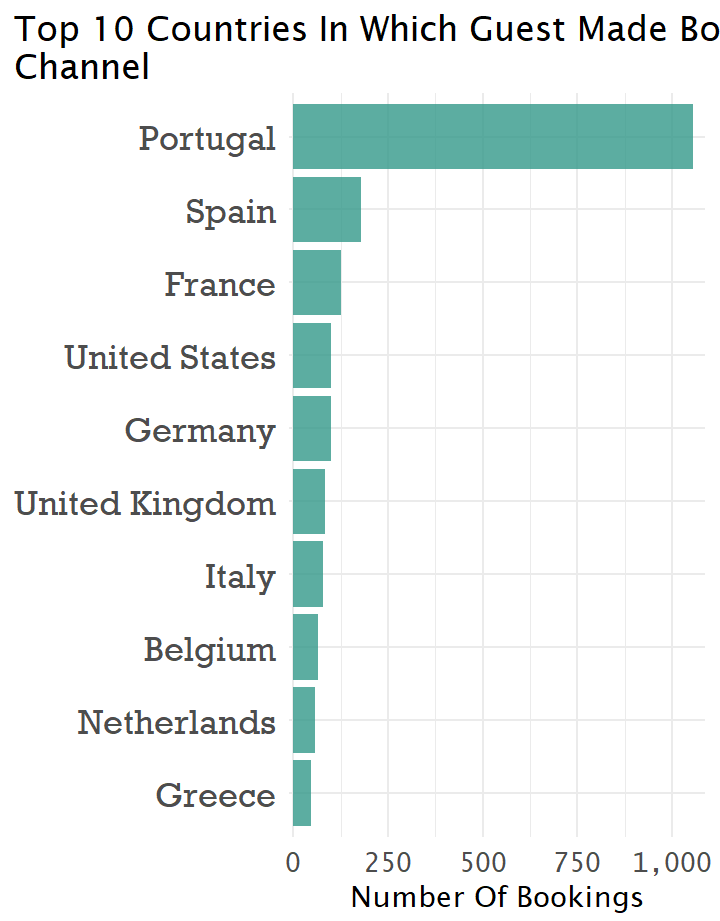 Top 10 Countries In Which Guest Made Bo
Channel
Portugal
Spain
France
United States
Germany
United Kingdom
Italy
Belgium
Netherlands
Greece
0 250 500 750 1,000
Number Of Bookings